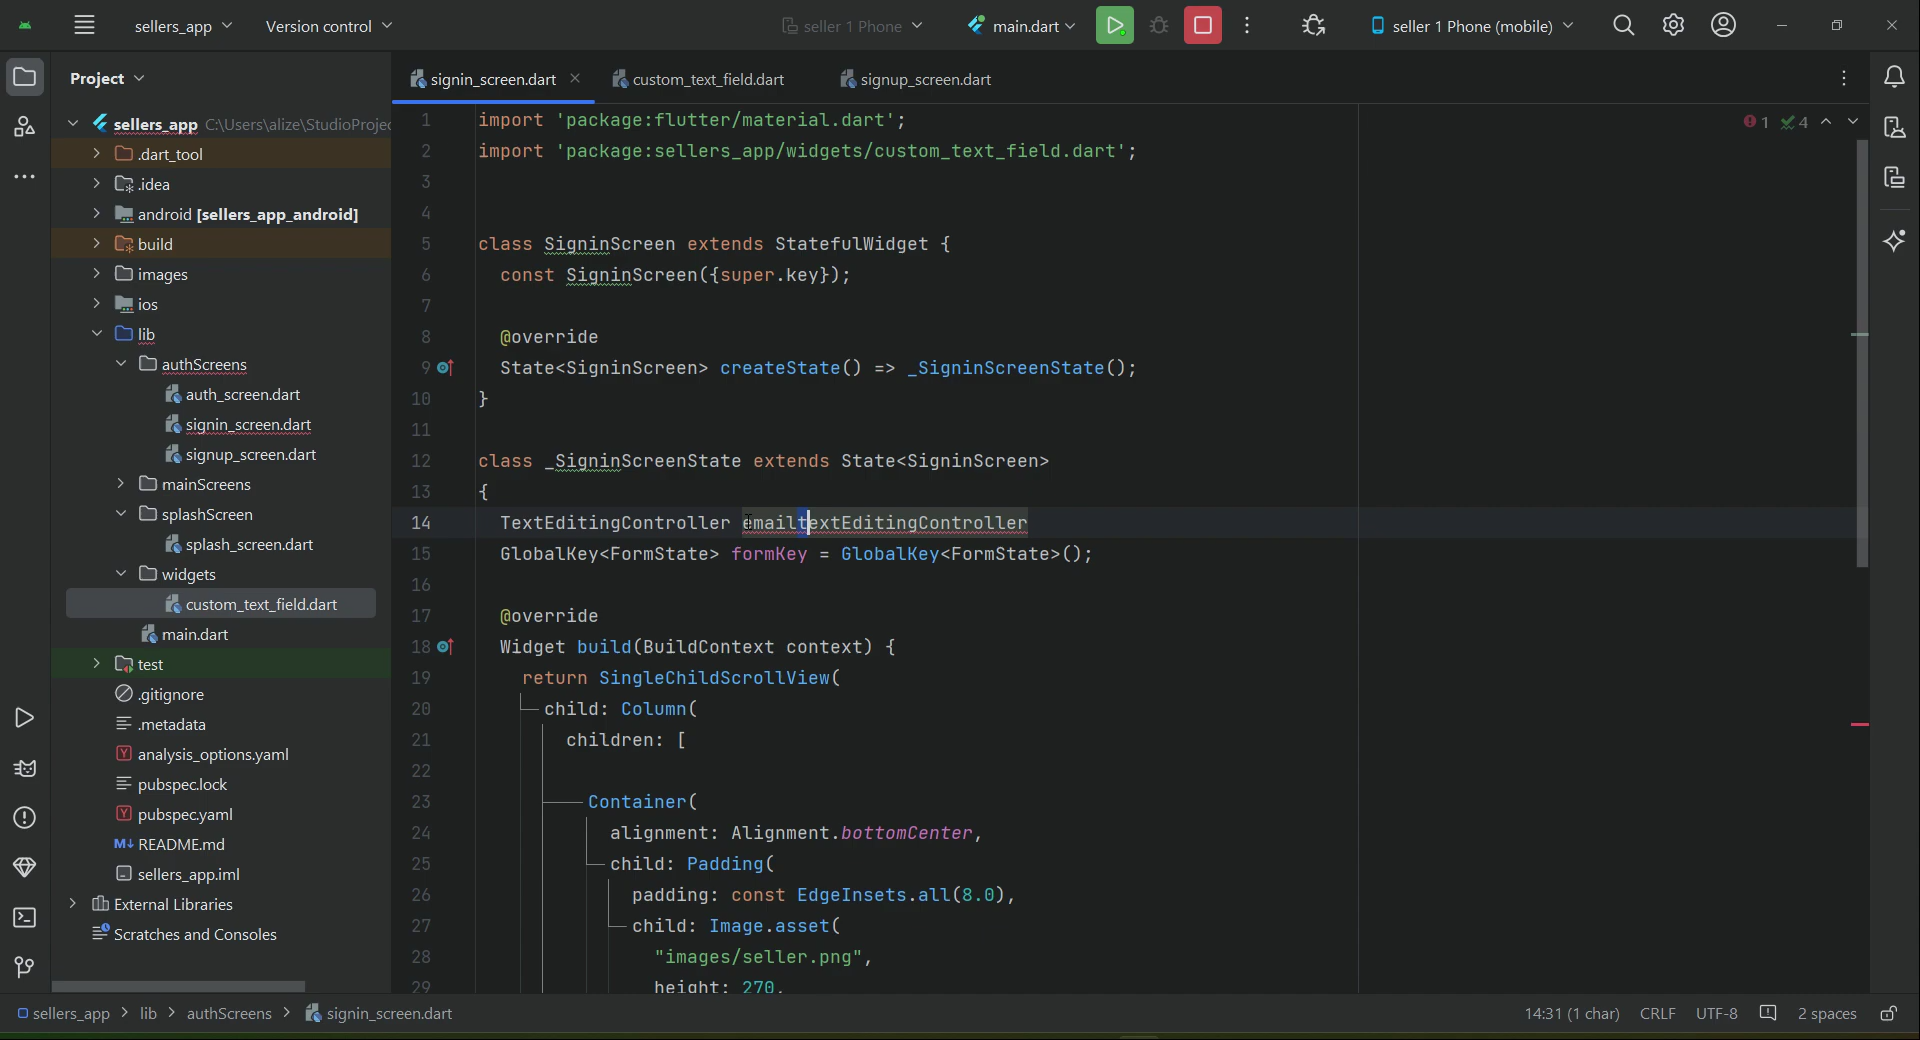 sellers_app
Version control
seller 1 Phone
main.dart
seller 1 Phone (mobile)
Project
signin_screen.dart
custom_text_field.dart
signup_screen.dart
sellers_app C:\Users\alize\StudioProjec
.dart_tool
.idea
android [sellers_app_android]
build
images
ios
lib
authScreens
auth_screen.dart
signin_screen.dart
signup_screen.dart
mainScreens
splashScreen
splash_screen.dart
widgets
custom_text_field.dart
main.dart
test
.gitignore
.metadata
analysis_options.yaml
pubspec.lock
pubspec.yaml
README.md
sellers_app.iml
External Libraries
Scratches and Consoles
1 4
1 import 'package:flutter/material.dart';
2 import 'package:sellers_app/widgets/custom_text_field.dart';
3
4
5 class SigninScreen extends StatefulWidget {
6 const SigninScreen({super.key});
7
8 @override
9 State<SigninScreen> createState() => _SigninScreenState();
10 }
11
12 class _SigninScreenState extends State<SigninScreen>
13 {
14 TextEditingController emailtextEditingController
15 GlobalKey<FormState> formKey = GlobalKey<FormState>();
16
17 @override
18 Widget build(BuildContext context) {
19 return SingleChildScrollView(
20 child: Column(
21 children: [
22
23 Container(
24 alignment: Alignment.bottomCenter,
25 child: Padding(
26 padding: const EdgeInsets.all(8.0),
27 child: Image.asset(
28 "images/seller.png",
29 height: 270,
sellers_app > lib > authScreens > signin_screen.dart
14:31 (1 char) CRLF UTF-8 2 spaces